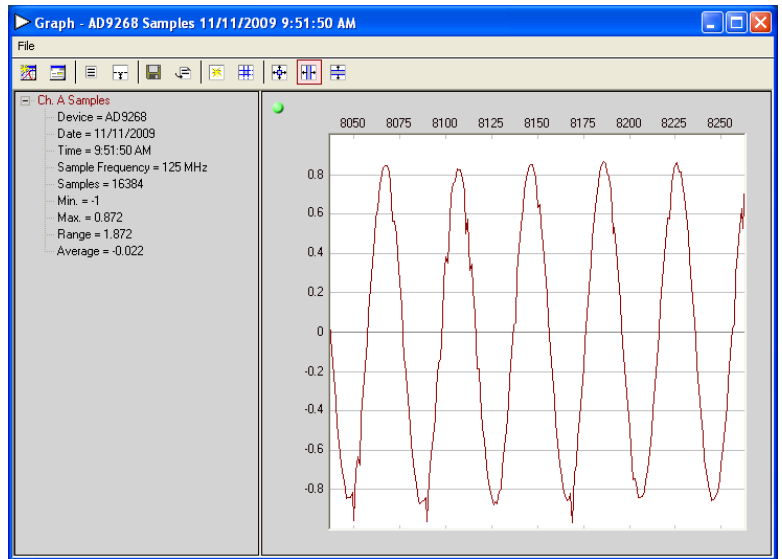 Graph - AD9268 Samples 11/11/2009 9:51:50 AM
File
Ch. A Samples
Device = AD9268
Date = 11/11/2009
Time = 9:51:50 AM
Sample Frequency = 125 MHz
Samples = 16384
Min. = -1
Max. = 0.872
Range = 1.872
Average = -0.022
8050 8075 8100 8125 8150 8175 8200 8225 8250
0.8
0.6
0.4
0.2
0
-0.2
-0.4
-0.6
-0.8